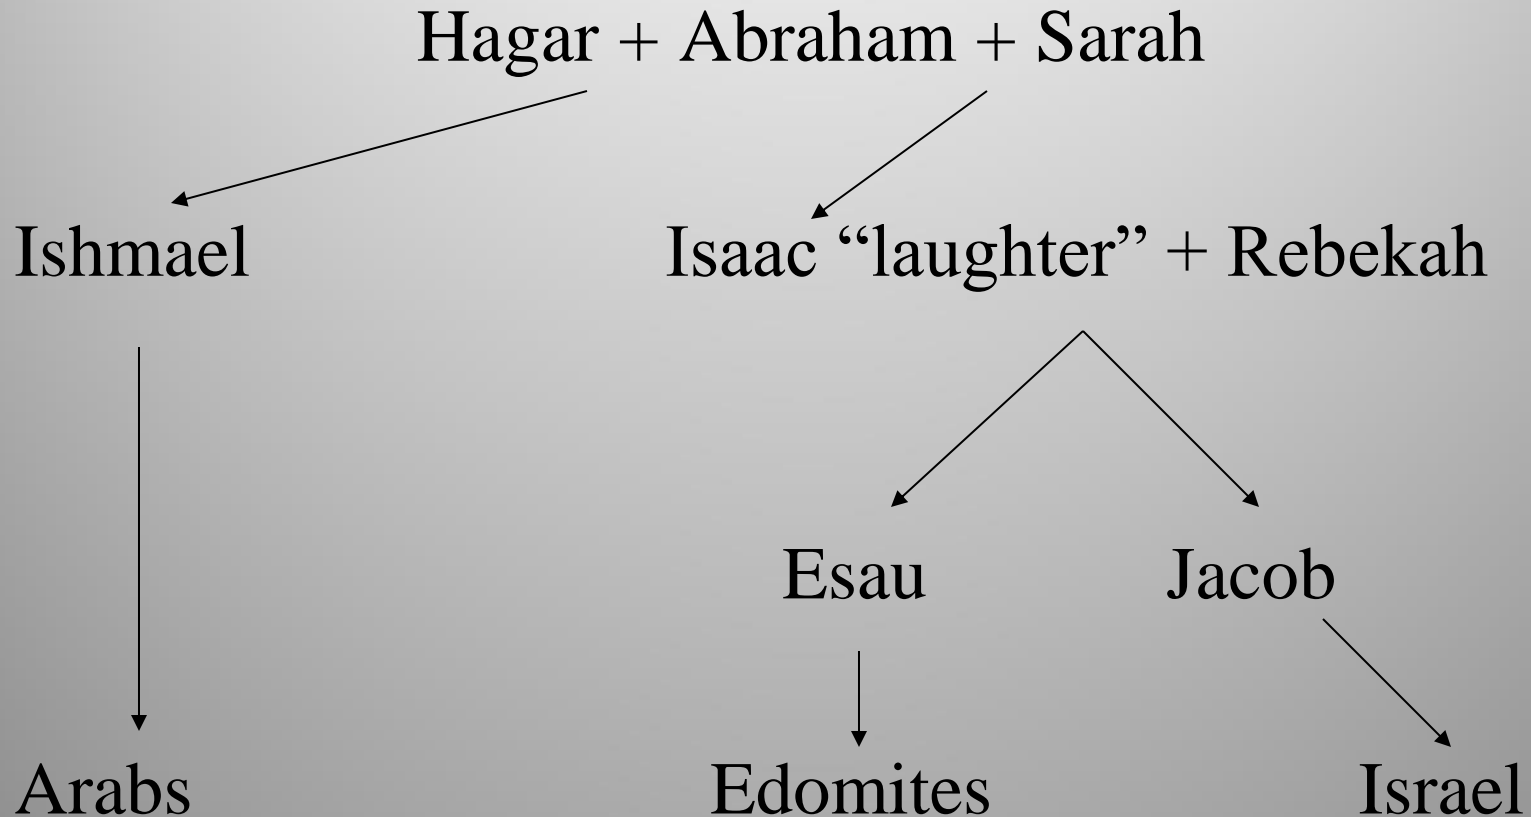 Hagar + Abraham + Sarah
Ishmael Isaac “laughter” + Rebekah
Esau Jacob
Arabs Edomites Israel